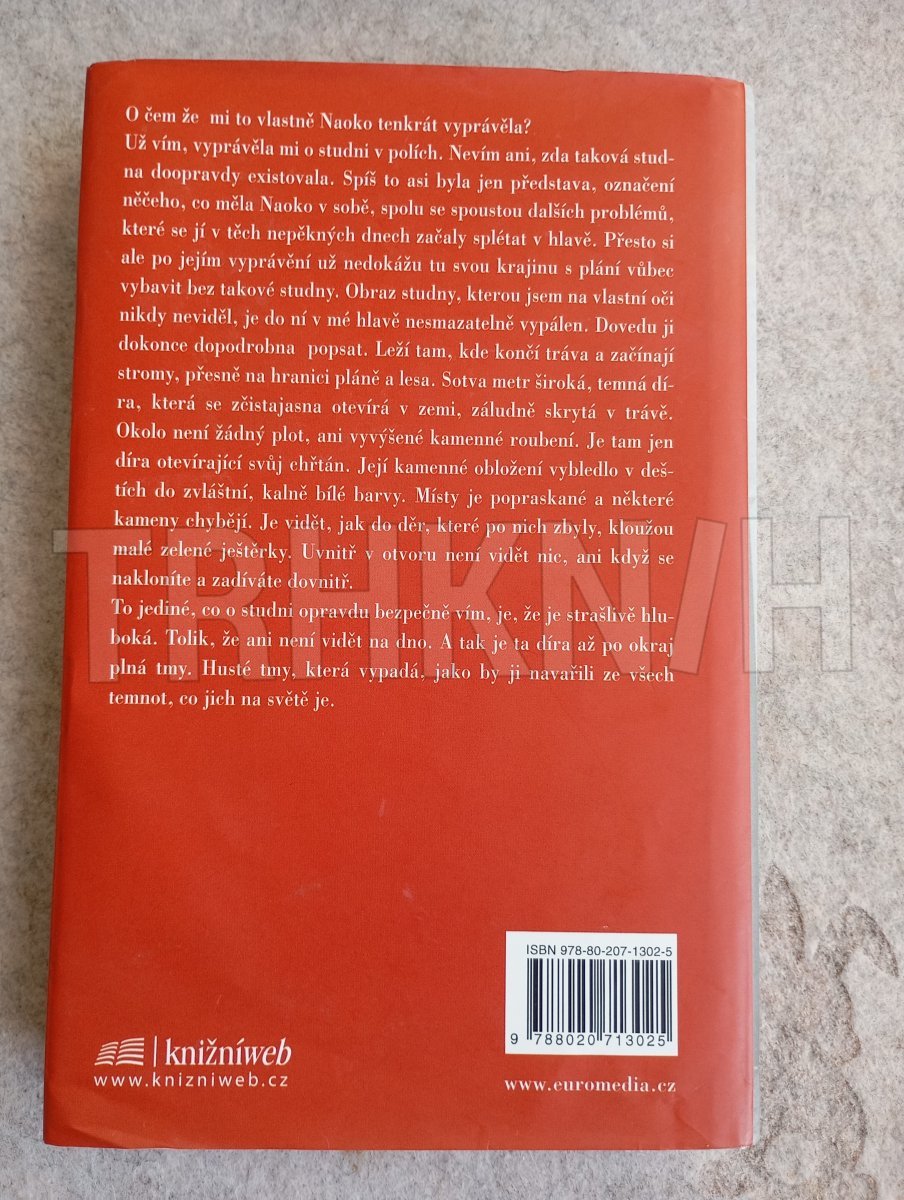 O čem že mi to vlastně Naoko tenkrát vyprávěla?
Už vím, vyprávěla mi o studni v polích. Nevím ani, zda taková stud-
na doopravdy existovala. Spíš to asi byla jen představa, označení
něčeho, co měla Naoko v sobě, spolu se spoustou dalších problémů,
které se jí v těch nepěkných dnech začaly splétat v hlavě. Přesto si
ale po jejím vyprávění už nedokážu tu svou krajinu s plání vůbec
vybavit bez takové studny. Obraz studny, kterou jsem na vlastní oči
nikdy neviděl, je do ní v mé hlavě nesmazatelně vypálen. Dovedu ji
dokonce dopodrobna popsat. Leží tam, kde končí tráva a začínají
stromy, přesně na hranici pláně a lesa. Sotva metr široká, temná dí-
ra, která se zčistajasna otevírá v zemi, záludně skrytá v trávě.
Okolo není žádný plot, ani vyvýšené kamenné roubení. Je tam jen
díra otevírající svůj chřtán. Její kamenné obložení vybledlo v deš-
tích do zvláštní, kalně bílé barvy. Místy je popraskané a některé
kameny chybějí. Je vidět, jak do děr, které po nich zbyly, kloužou
malé zelené ještěrky. Uvnitř v otvoru není vidět nic, ani když se
nakloníte a zadíváte dovnitř.
To jediné, co o studni opravdu bezpečně vím, je, že je strašlivě hlu-
boká. Tolik, že ani není vidět na dno. A tak je ta díra až po okraj
plná tmy. Husté tmy, která vypadá, jako by ji navařili ze všech
temnot, co jich na světě je.
TRHKNIH
ISBN 978-80-207-1302-5
9 788020 713025
knižníweb
www.knizniweb.cz
www.euromedia.cz